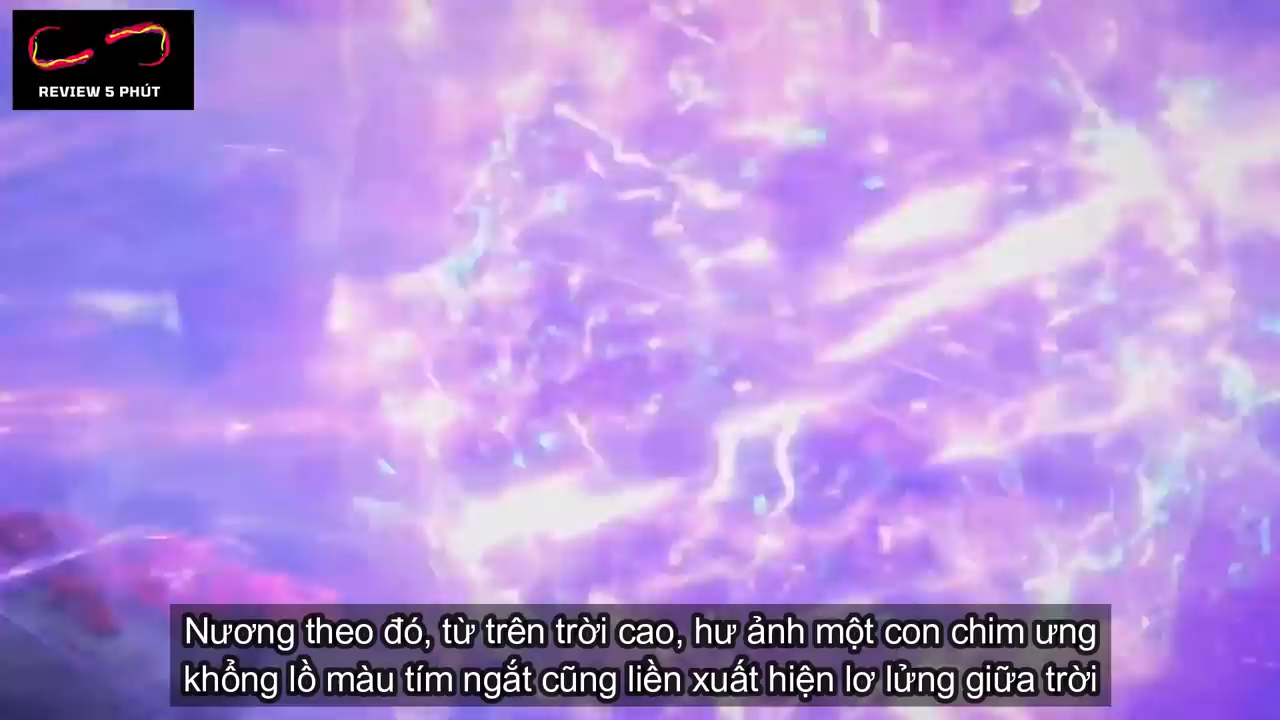 REVIEW 5 PHÚT
Nương theo đó, từ trên trời cao, hư ảnh một con chim ưng
khổng lồ màu tím ngắt cũng liền xuất hiện lơ lửng giữa trời